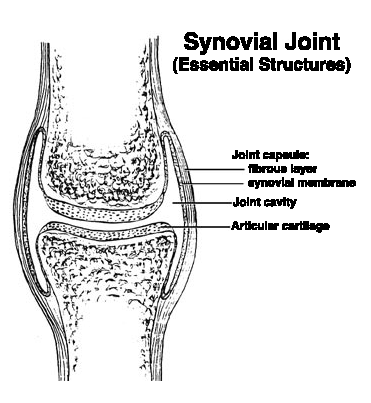 Synovial Joint
(Essential Structures)
Joint capsule:
fibrous layer
synovial membrane
Joint cavity
Articular cartilage